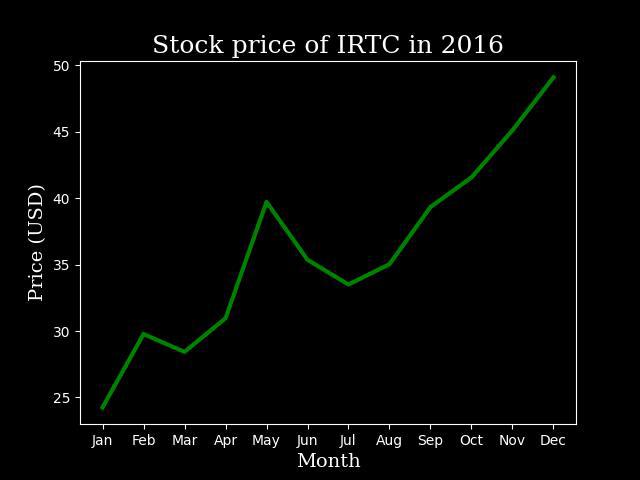 Stock price of IRTC in 2016
Price (USD)
50
45
40
35
30
25
Jan Feb Mar Apr May Jun Jul Aug Sep Oct Nov Dec
Month